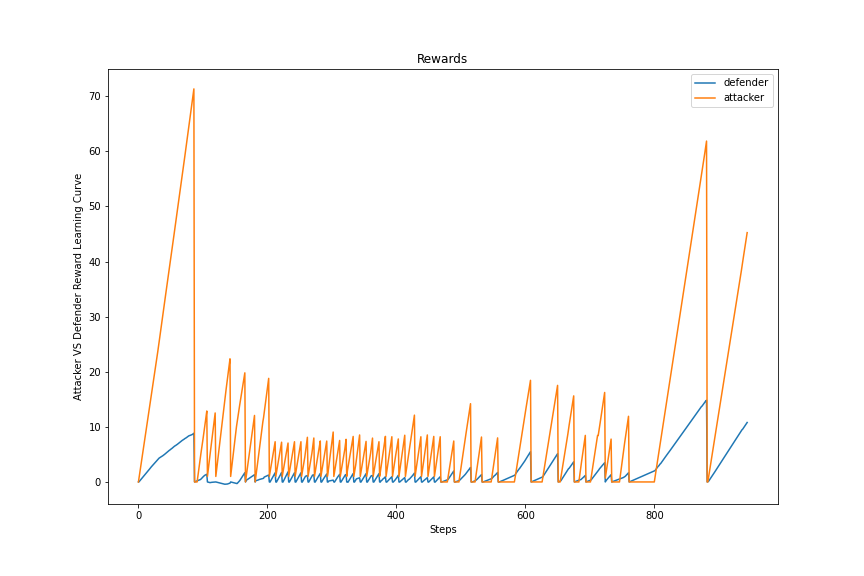 Rewards
defender
attacker
Attacker VS Defender Reward Learning Curve
70
60
50
40
30
20
10
0
0 200 400 600 800
Steps